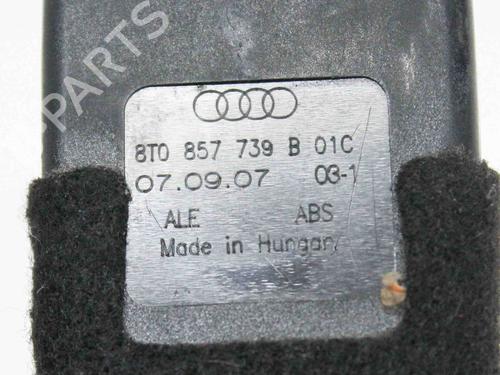 PARTS
8T0 857 739 B 01C
07.09.07 03-1
ALE ABS
Made in Hungary